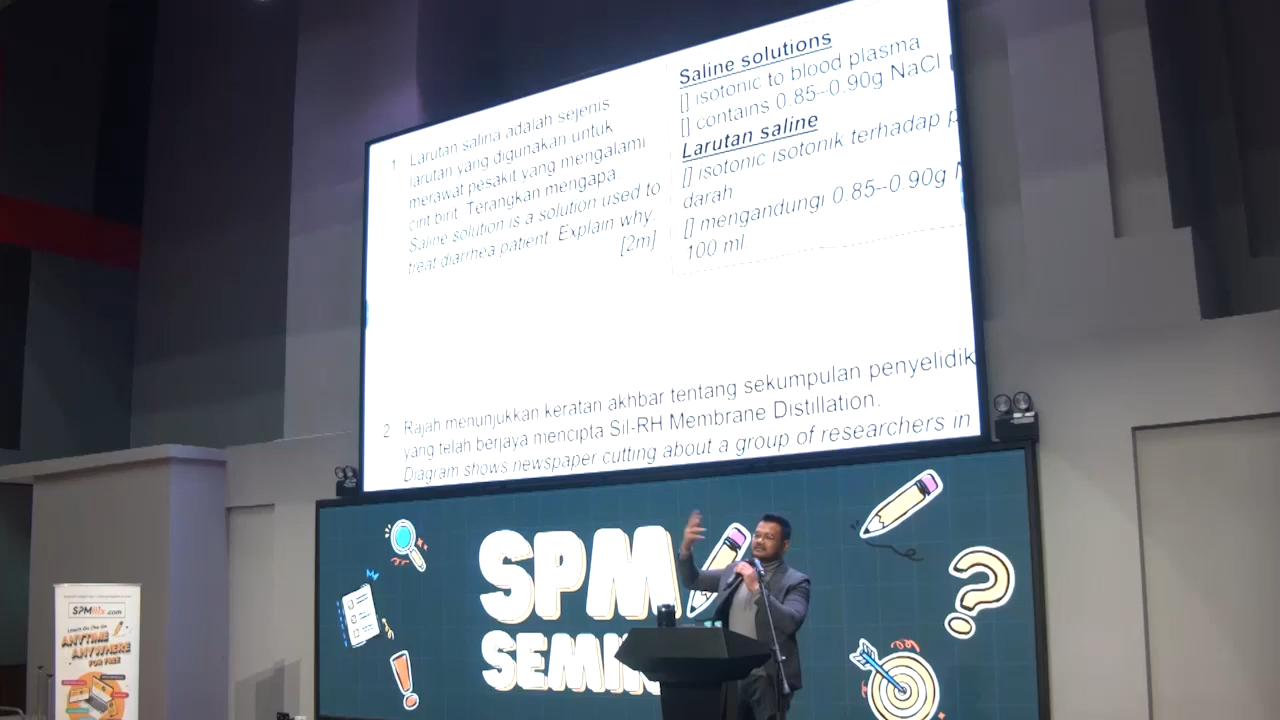 1 Larutan salina adalah sejenis
larutan yang digunakan untuk
merawat pesakit yang mengalami
cirit birit. Terangkan mengapa.
Saline solution is a solution used to
treat diarrhea patient. Explain why.
[2m]
Saline solutions
[] isotonic to blood plasma
[] contains 0.85--0.90g NaCl
Larutan saline
[] isotonic isotonik terhadap p
darah
[] mengandungi 0.85--0.90g N
100 ml
2 Rajah menunjukkan keratan akhbar tentang sekumpulan penyelidik
yang telah berjaya mencipta Sil-RH Membrane Distillation.
Diagram shows newspaper cutting about a group of researchers in
SPM
SEMI
SPMflix.com
ANYTIME
ANYWHERE
FOR FREE